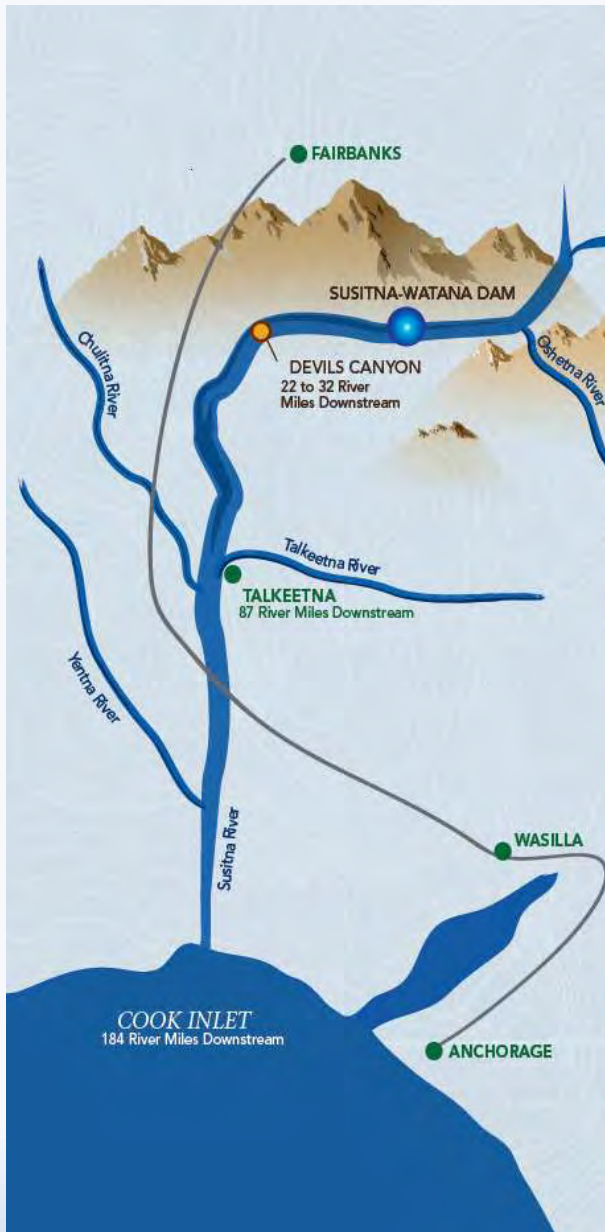 FAIRBANKS
SUSITNA-WATANA DAM
Chulitna River
DEVILS CANYON
22 to 32 River
Miles Downstream
Oshetna River
Talkeetna River
TALKEETNA
87 River Miles Downstream
Yentna River
Susitna River
WASILLA
COOK INLET
184 River Miles Downstream
ANCHORAGE